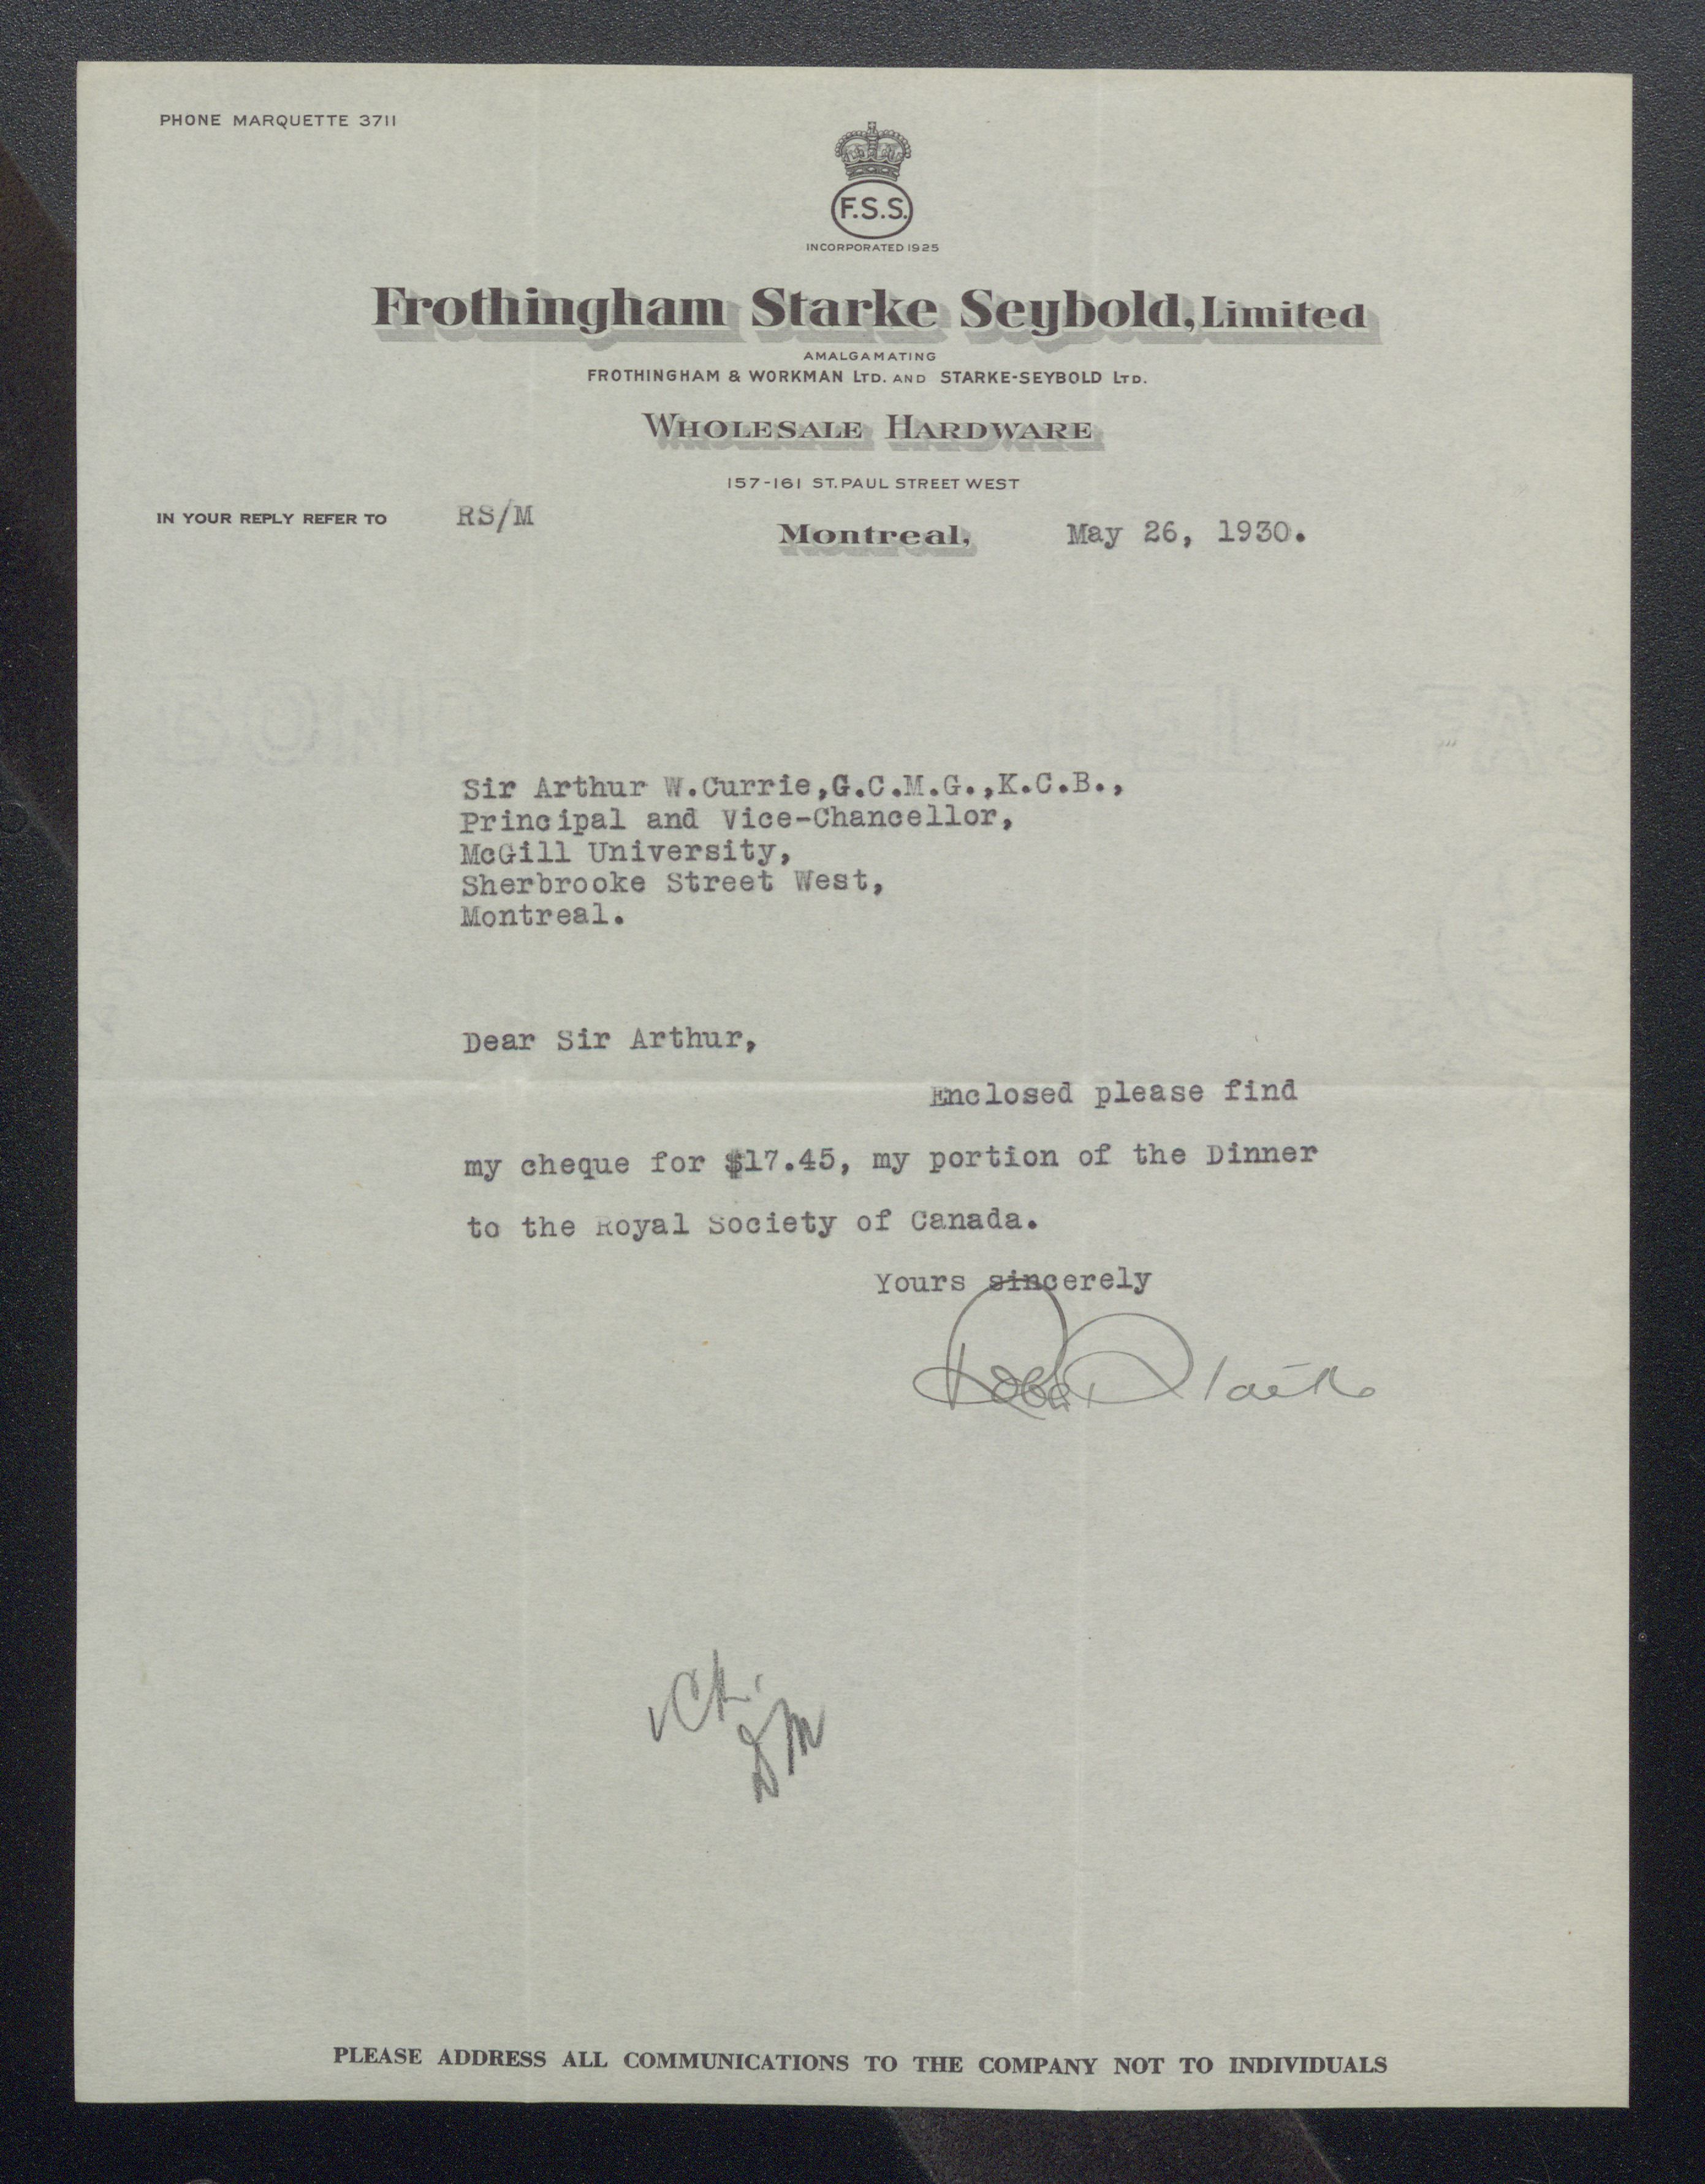 PHONE MARQUETTE 3711
F.S.S.
INCORPORATED 1925
Frothingham Starke Seybold, Limited
AMALGAMATING
FROTHINGHAM & WORKMAN LTD. AND STARKE-SEYBOLD LTD.
WHOLESALE HARDWARE
157-161 ST. PAUL STREET WEST
IN YOUR REPLY REFER TO RS/M
Montreal, May 26, 1930.
Sir Arthur W.Currie,G.C.M.G.,K.C.B.,
Principal and Vice-Chancellor,
McGill University,
Sherbrooke Street West,
Montreal.
Dear Sir Arthur,
Enclosed please find
my cheque for $17.45, my portion of the Dinner
to the Royal Society of Canada.
Yours sincerely
PLEASE ADDRESS ALL COMMUNICATIONS TO THE COMPANY NOT TO INDIVIDUALS